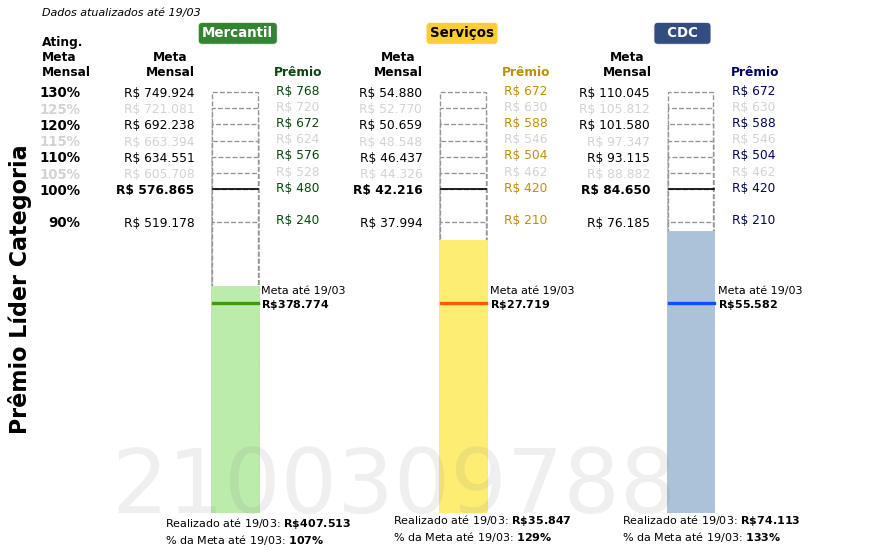 Dados atualizados até 19/03
Mercantil Serviços CDC
Ating.
Meta Meta Meta Meta
Mensal Mensal Prêmio Mensal Prêmio Mensal Prêmio
130% R$ 749.924 R$ 768 R$ 54.880 R$ 672 R$ 110.045 R$ 672
125% R$ 721.081 R$ 720 R$ 52.770 R$ 630 R$ 105.812 R$ 630
120% R$ 692.238 R$ 672 R$ 50.659 R$ 588 R$ 101.580 R$ 588
115% R$ 663.394 R$ 624 R$ 48.548 R$ 546 R$ 97.347 R$ 546
110% R$ 634.551 R$ 576 R$ 46.437 R$ 504 R$ 93.115 R$ 504
105% R$ 605.708 R$ 528 R$ 44.326 R$ 462 R$ 88.882 R$ 462
100% R$ 576.865 R$ 480 R$ 42.216 R$ 420 R$ 84.650 R$ 420
90% R$ 519.178 R$ 240 R$ 37.994 R$ 210 R$ 76.185 R$ 210
Prêmio Líder Categoria
Meta até 19/03 Meta até 19/03 Meta até 19/03
R$378.774 R$27.719 R$55.582
2100309788
Realizado até 19/03: R$407.513 Realizado até 19/03: R$35.847 Realizado até 19/03: R$74.113
% da Meta até 19/03: 107% % da Meta até 19/03: 129% % da Meta até 19/03: 133%